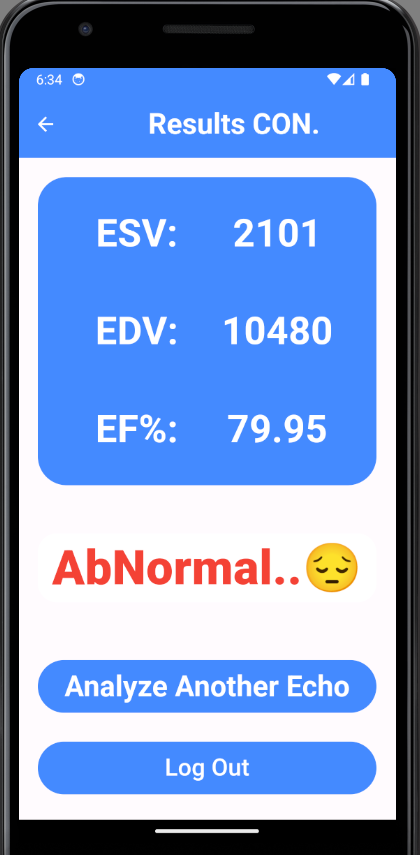 6:34
Results CON.
ESV: 2101
EDV: 10480
EF%: 79.95
AbNormal..😔
Analyze Another Echo
Log Out